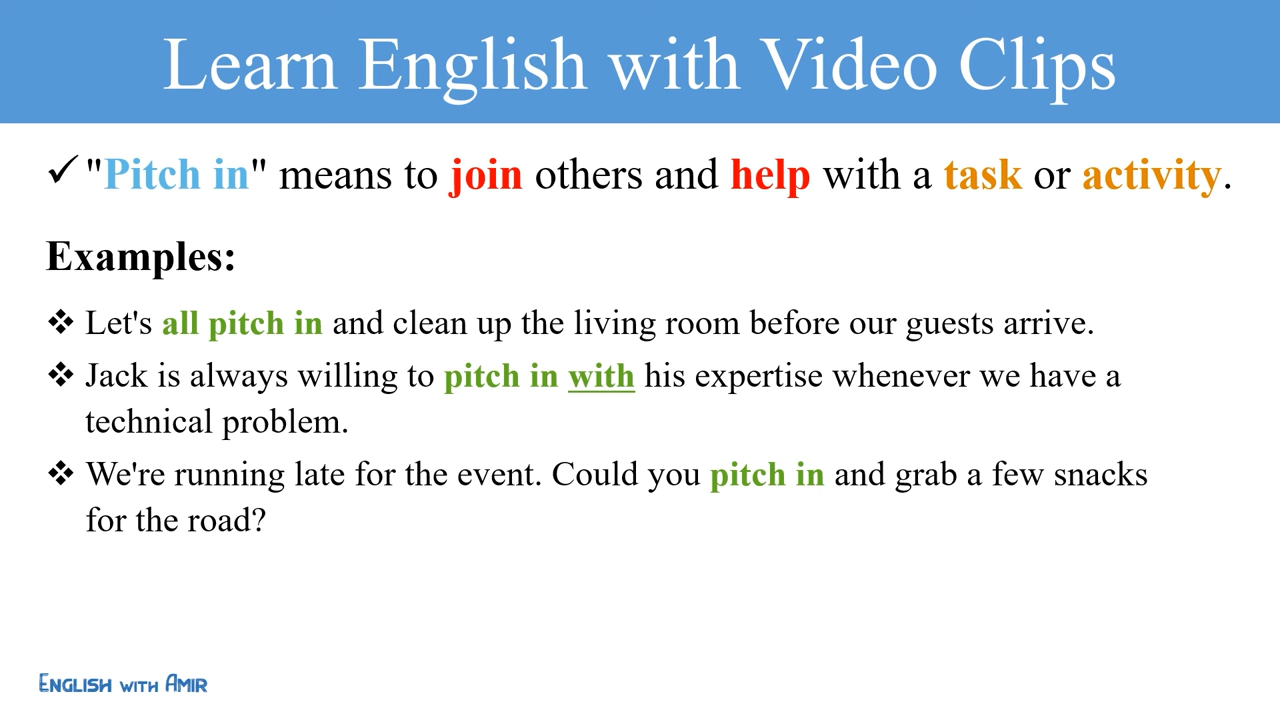 Learn English with Video Clips
✓ "Pitch in" means to join others and help with a task or activity.
Examples:
❖ Let's all pitch in and clean up the living room before our guests arrive.
❖ Jack is always willing to pitch in with his expertise whenever we have a
technical problem.
❖ We're running late for the event. Could you pitch in and grab a few snacks
for the road?
English with Amir